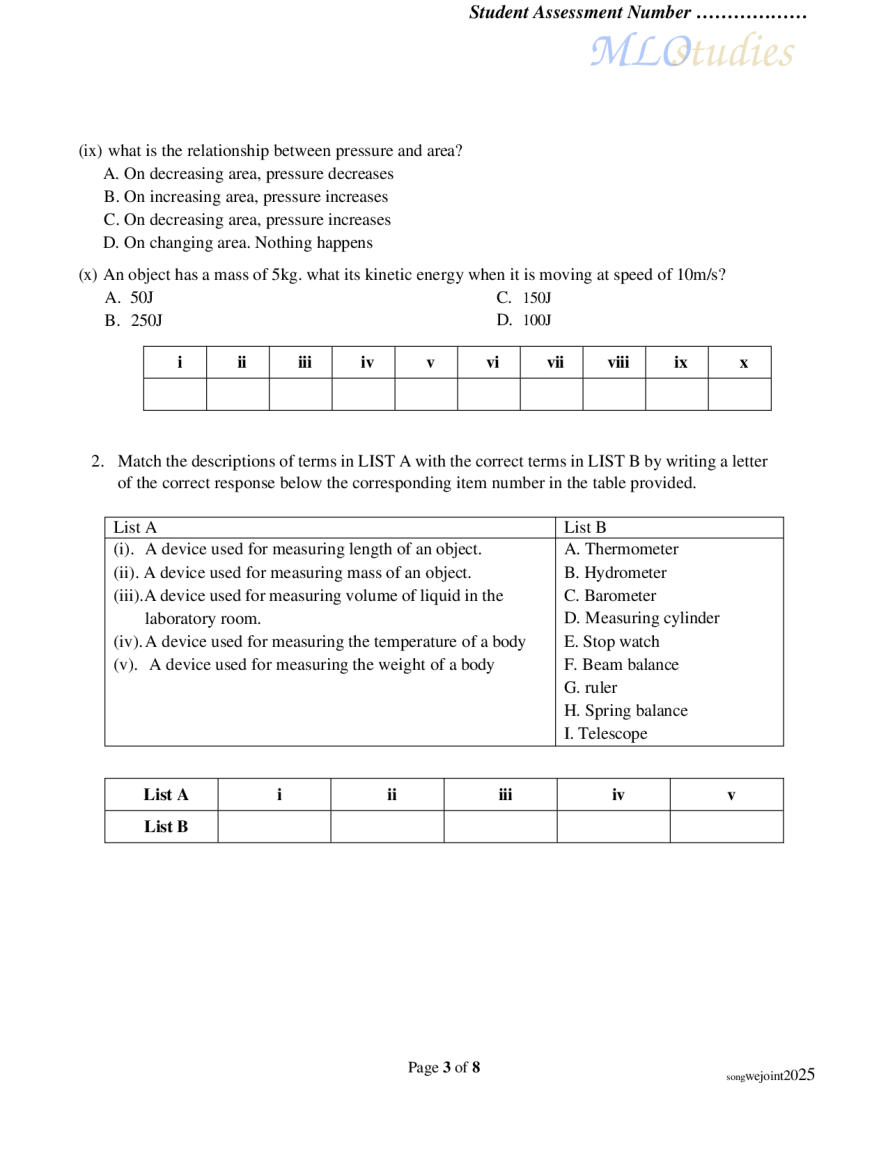 Student Assessment Number ………………
MLOstudies
(ix) what is the relationship between pressure and area?
A. On decreasing area, pressure decreases
B. On increasing area, pressure increases
C. On decreasing area, pressure increases
D. On changing area. Nothing happens
(x) An object has a mass of 5kg. what its kinetic energy when it is moving at speed of 10m/s?
A. 50J C. 150J
B. 250J D. 100J
i ii iii iv v vi vii viii ix x
2. Match the descriptions of terms in LIST A with the correct terms in LIST B by writing a letter
of the correct response below the corresponding item number in the table provided.
List A List B
(i). A device used for measuring length of an object. A. Thermometer
(ii). A device used for measuring mass of an object. B. Hydrometer
(iii). A device used for measuring volume of liquid in the C. Barometer
laboratory room. D. Measuring cylinder
(iv). A device used for measuring the temperature of a body E. Stop watch
(v). A device used for measuring the weight of a body F. Beam balance
G. ruler
H. Spring balance
I. Telescope
List A i ii iii iv v
List B
Page 3 of 8
songwejoint2025